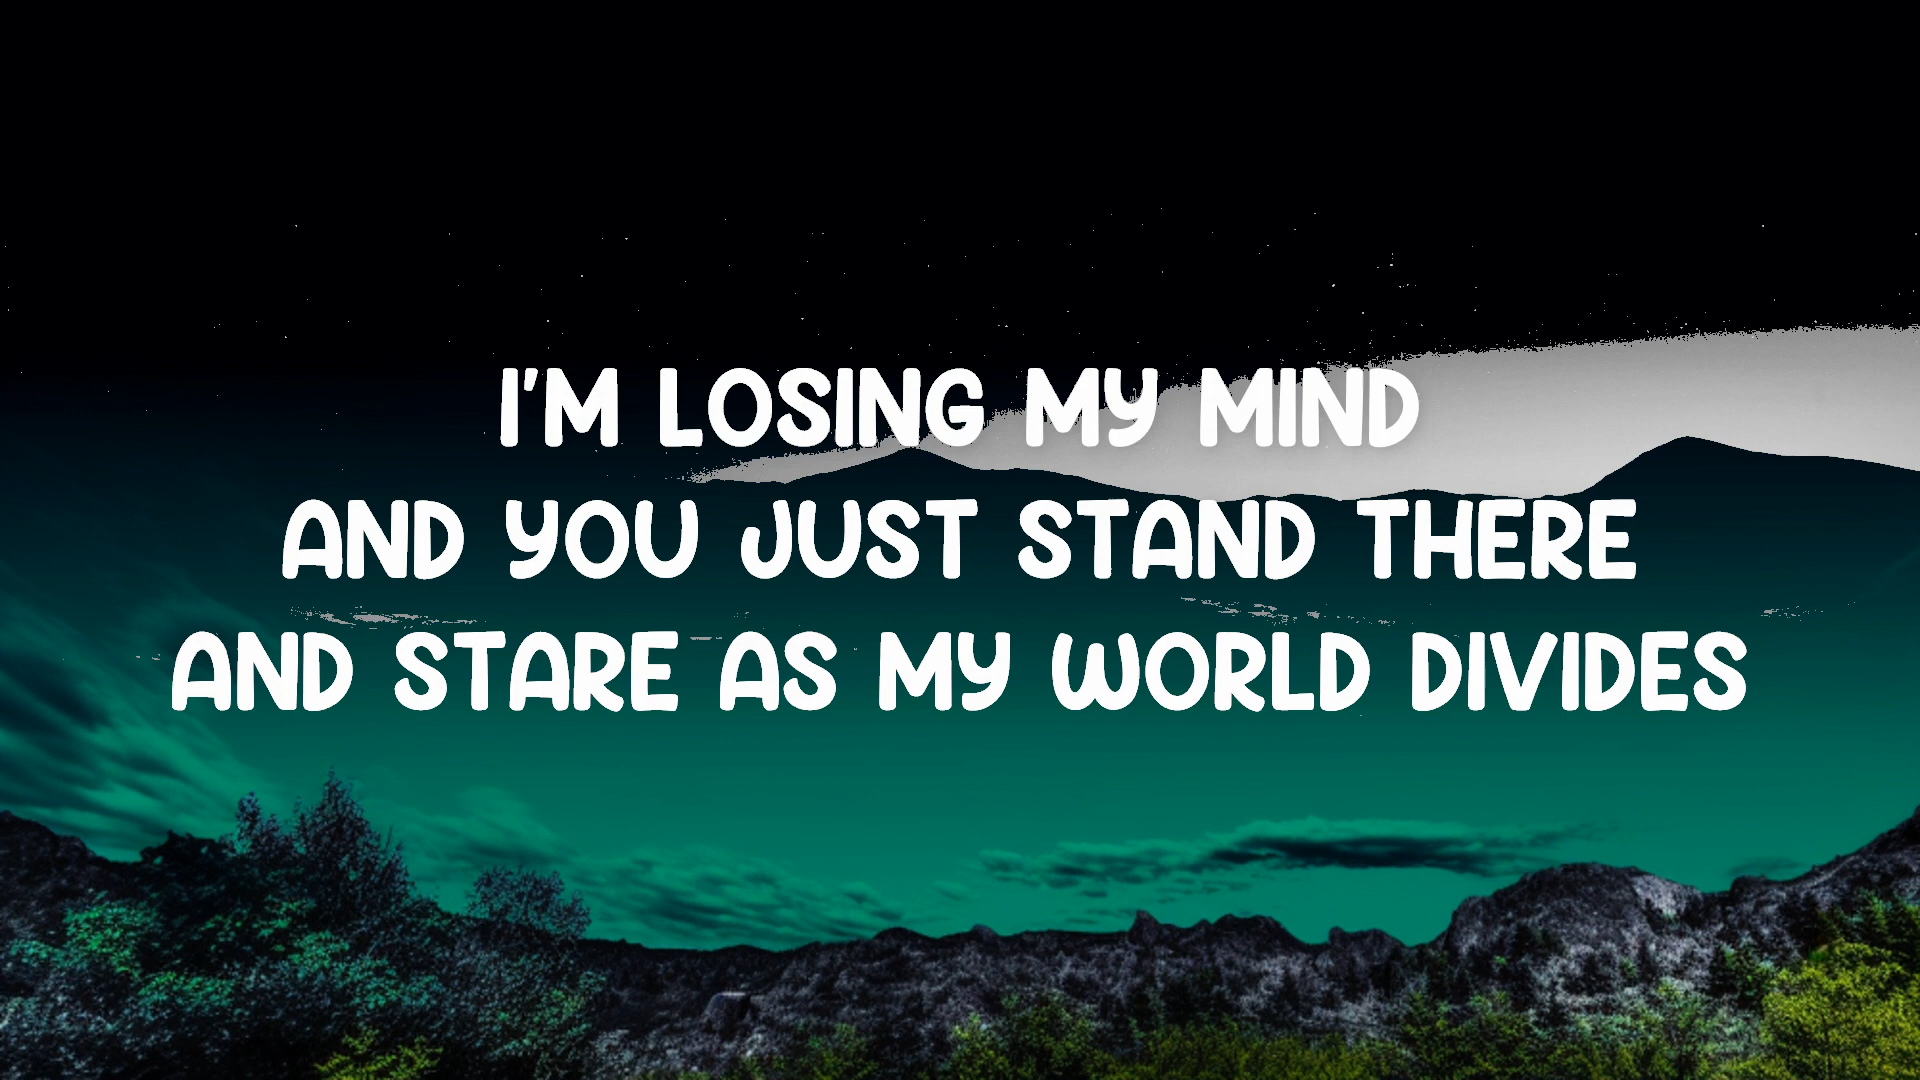 I'M LOSING MY MIND
AND YOU JUST STAND THERE
AND STARE AS MY WORLD DIVIDES